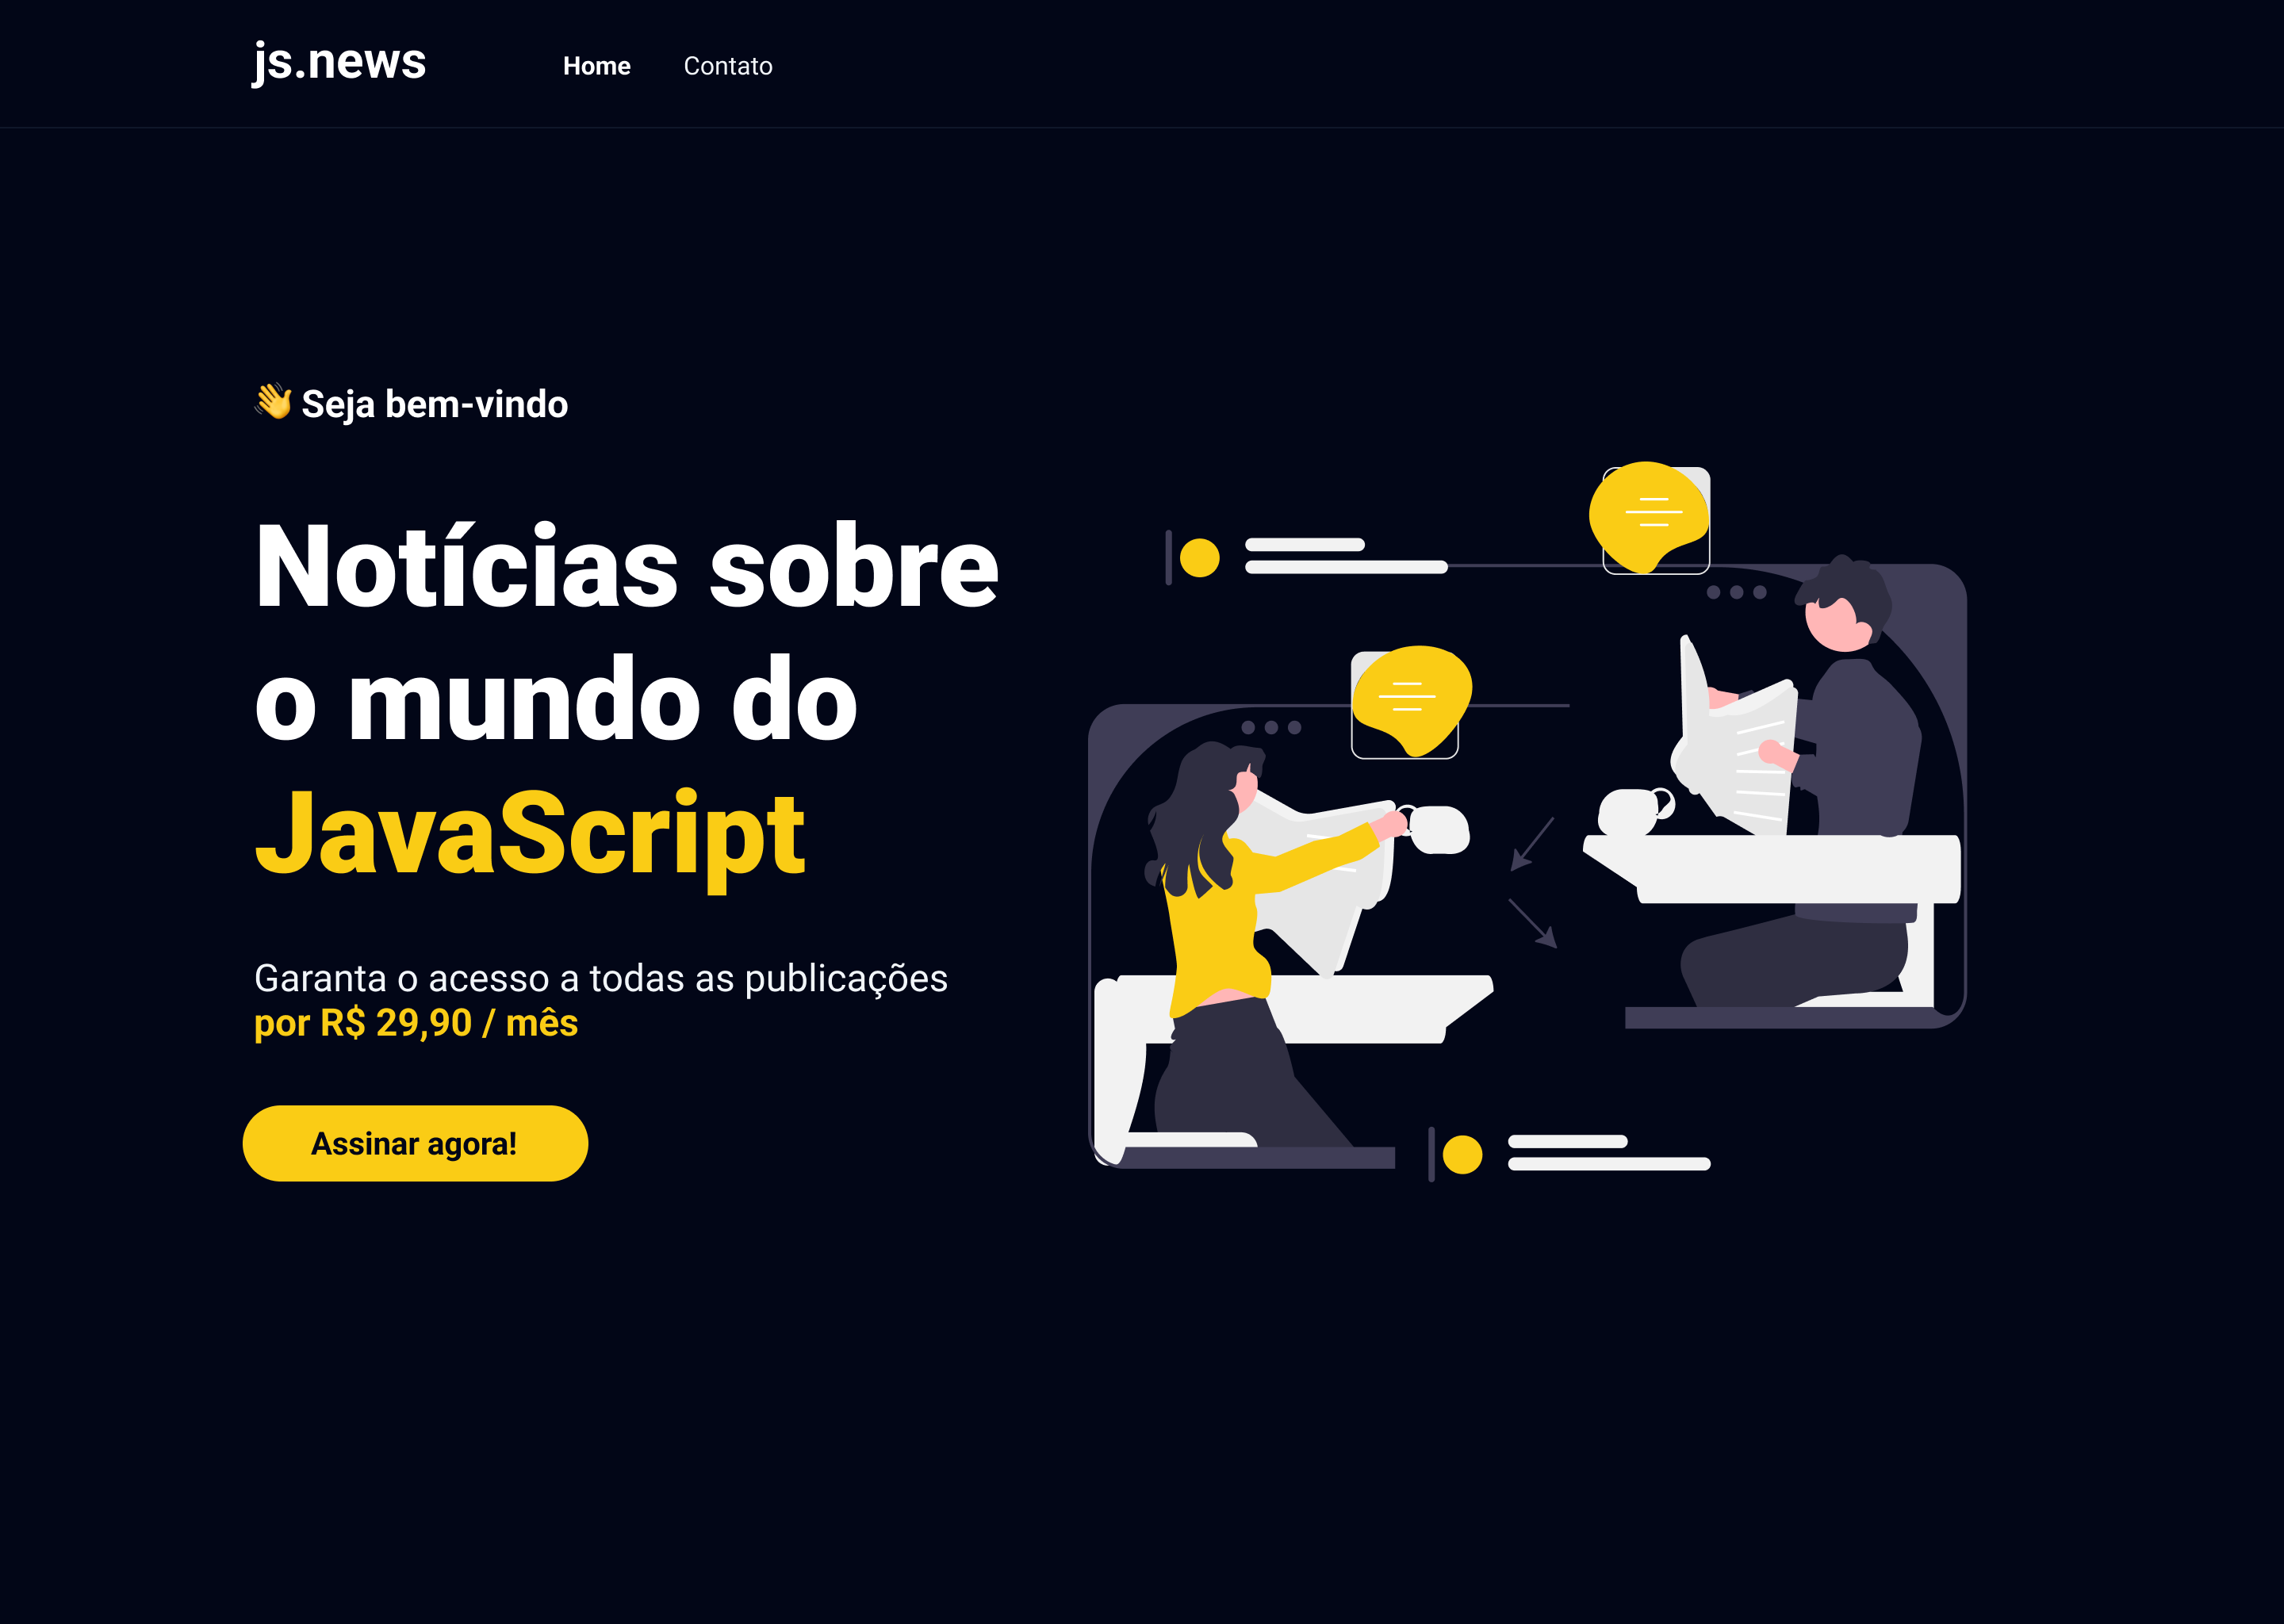 js.news
Home
Contato
👋 Seja bem-vindo
Notícias sobre
o mundo do
JavaScript
Garanta o acesso a todas as publicações
por R$ 29,90 / mês
Assinar agora!